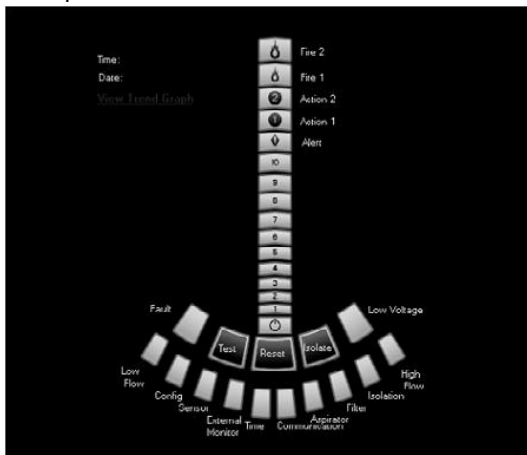 Fire 2
Time:
Fire 1
Date:
2
Action 2
View Trend Graph
1
Action 1
Alert
10
9
8
7
6
5
4
3
2
1
Fault
Low Voltage
Test
Reset
Isolate
Low
Flow
High
Flow
Config
Isolation
Sensor
Filter
External
Monitor
Aspirator
Time
Communication